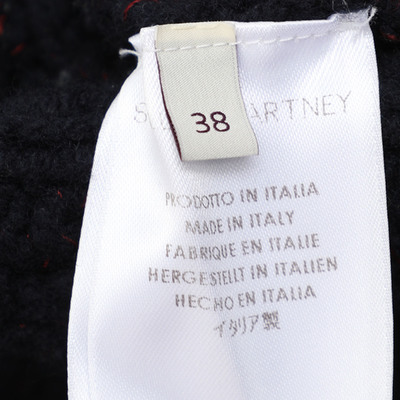 38
PRODOTTO IN ITALIA
MADE IN ITALY
FABRIQUE EN ITALIE
HERGESTELLT IN ITALIEN
HECHO EN ITALIA
イタリア製